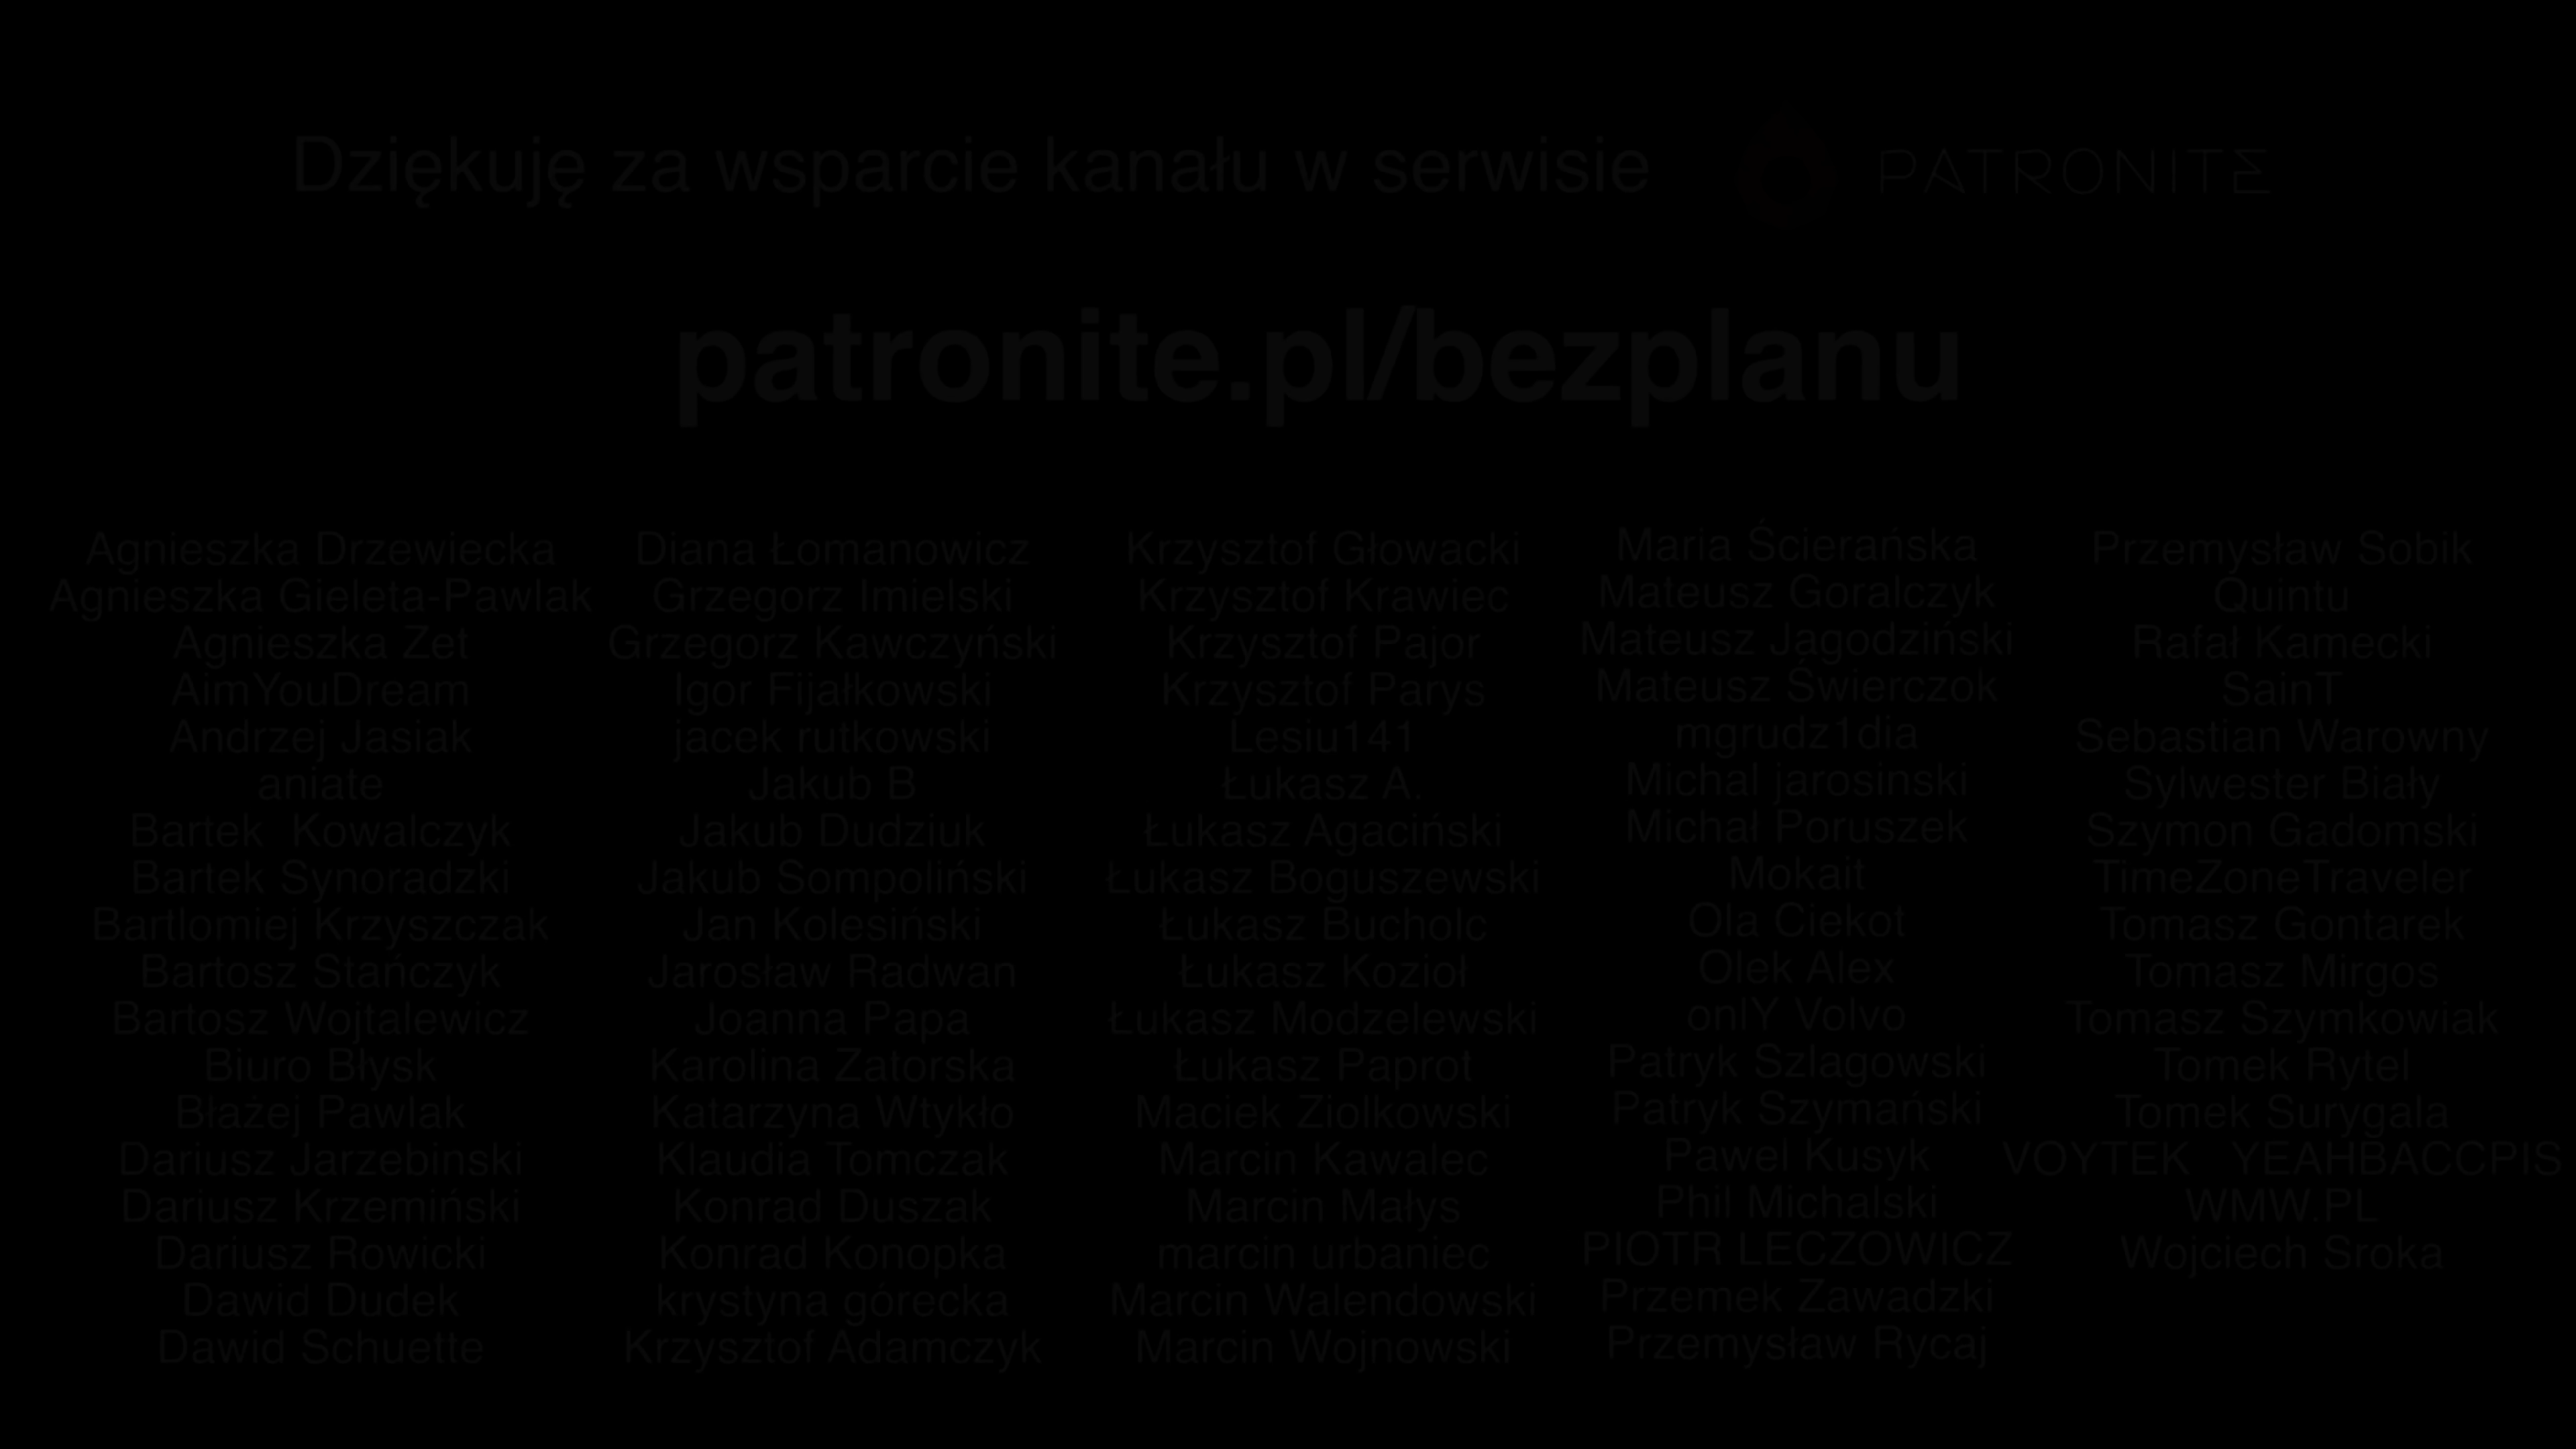 Dziękuję za wsparcie kanału w serwisie PATRONITE
patronite.pl/bezplanu
Agnieszka Drzewiecka
Agnieszka Gieleta-Pawlak
Agnieszka Zet
AimYouDream
Andrzej Jasiak
aniate
Bartek  Kowalczyk
Bartek Synoradzki
Bartlomiej Krzyszczak
Bartosz Stańczyk
Bartosz Wojtalewicz
Biuro Błysk
Błażej Pawlak
Dariusz Jarzebinski
Dariusz Krzemiński
Dariusz Rowicki
Dawid Dudek
Dawid Schuette
Diana Łomanowicz
Grzegorz Imielski
Grzegorz Kawczyński
Igor Fijałkowski
jacek rutkowski
Jakub B
Jakub Dudziuk
Jakub Sompoliński
Jan Kolesiński
Jarosław Radwan
Joanna Papa
Karolina Zatorska
Katarzyna Wtykło
Klaudia Tomczak
Konrad Duszak
Konrad Konopka
krystyna górecka
Krzysztof Adamczyk
Krzysztof Głowacki
Krzysztof Krawiec
Krzysztof Pajor
Krzysztof Parys
Lesiu141
Łukasz A.
Łukasz Agaciński
Łukasz Boguszewski
Łukasz Bucholc
Łukasz Kozioł
Łukasz Modzelewski
Łukasz Paprot
Maciek Ziolkowski
Marcin Kawalec
Marcin Małys
marcin urbaniec
Marcin Walendowski
Marcin Wojnowski
Maria Ścierańska
Mateusz Goralczyk
Mateusz Jagodziński
Mateusz Świerczok
mgrudz1dia
Michal jarosinski
Michał Poruszek
Mokait
Ola Ciekot
Olek Alex
onlY Volvo
Patryk Szlagowski
Patryk Szymański
Pawel Kusyk
Phil Michalski
PIOTR LECZOWICZ
Przemek Zawadzki
Przemysław Rycaj
Przemysław Sobik
Quintu
Rafał Kamecki
SainT
Sebastian Warowny
Sylwester Biały
Szymon Gadomski
TimeZoneTraveler
Tomasz Gontarek
Tomasz Mirgos
Tomasz Szymkowiak
Tomek Rytel
Tomek Surygala
VOYTEK   YEAHBACCPIS
WMW.PL
Wojciech Sroka